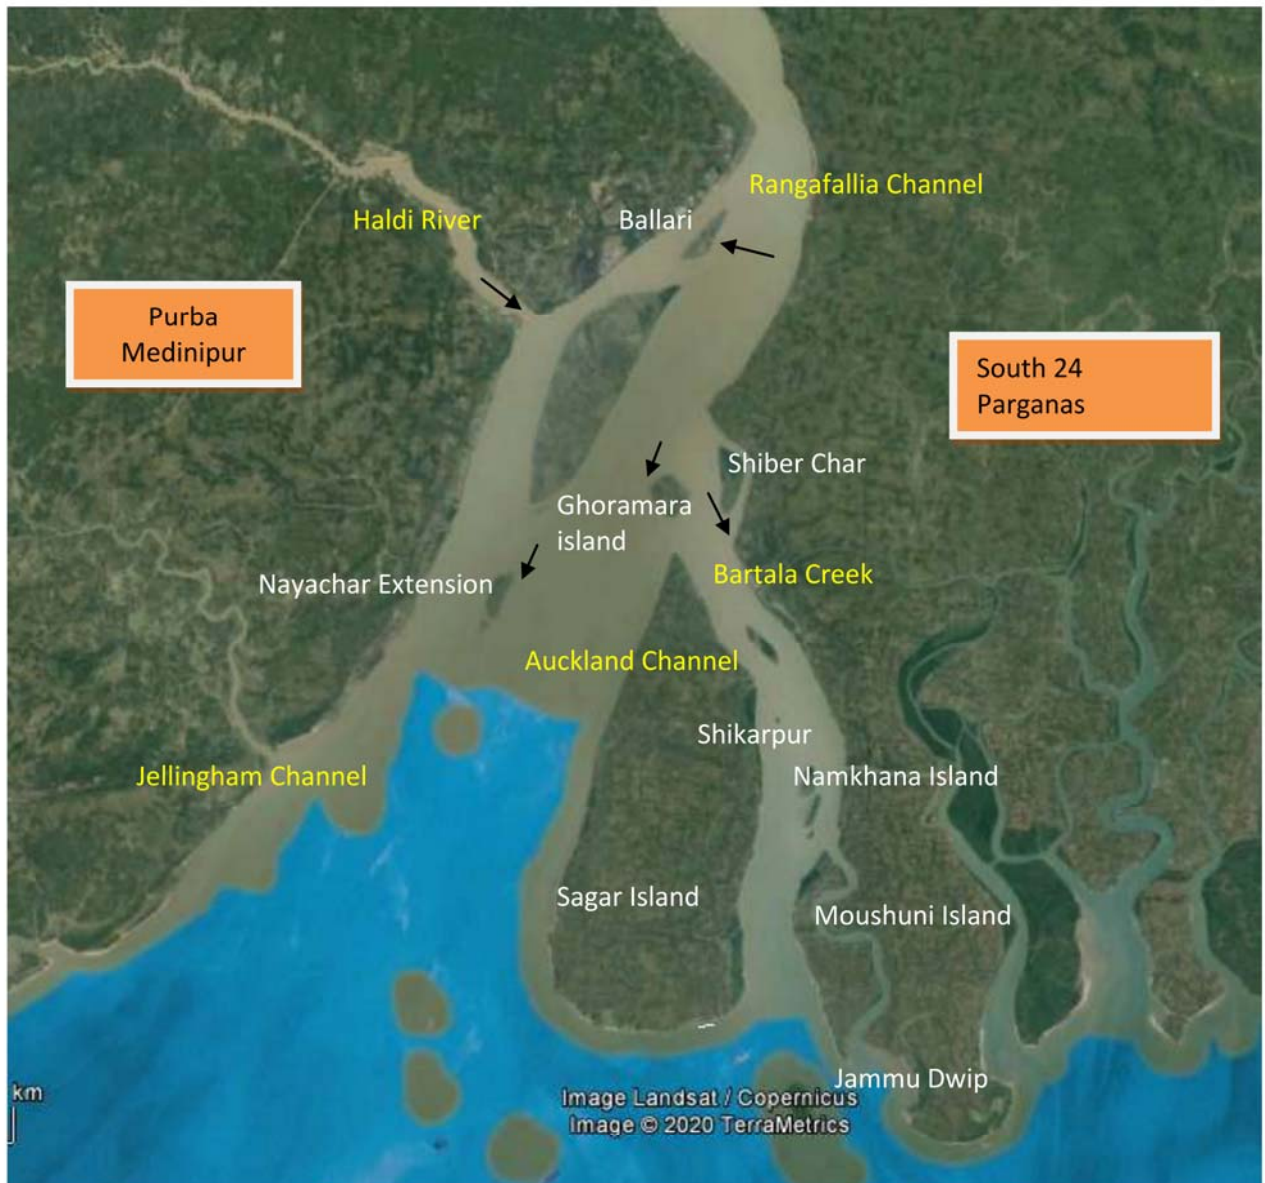 Rangafallia Channel
Haldi River
Ballari
Purba
Medinipur
South 24
Parganas
Shiber Char
Ghoramara
island
Bartala Creek
Nayachar Extension
Auckland Channel
Shikarpur
Jellingham Channel
Namkhana Island
Sagar Island
Moushuni Island
Jammu Dwip
km
Image Landsat / Copernicus
Image © 2020 TerraMetrics